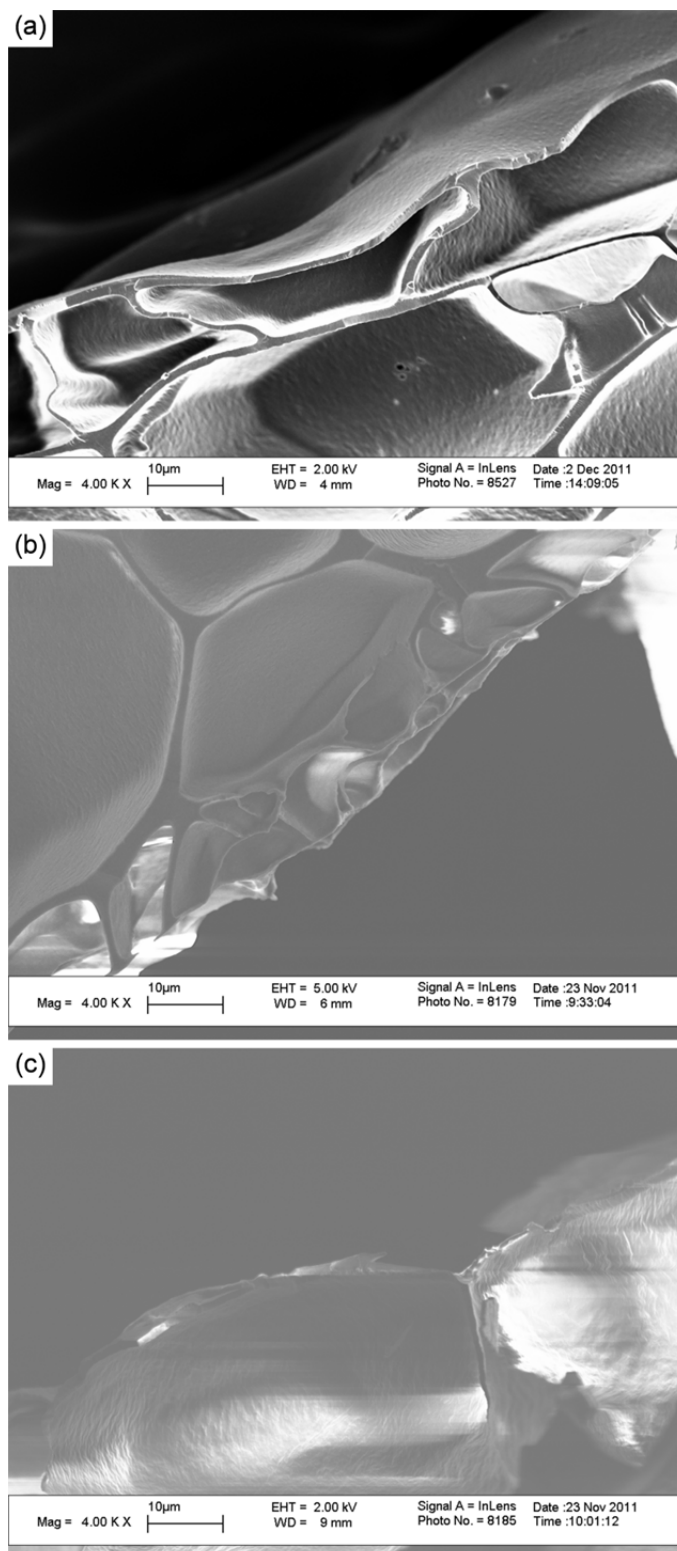 (a)
10µm EHT = 2.00 kV Signal A = InLens Date :2 Dec 2011
Mag = 4.00 K X WD = 4 mm Photo No. = 8527 Time :14:09:05
(b)
10µm EHT = 5.00 kV Signal A = InLens Date :23 Nov 2011
Mag = 4.00 K X WD = 6 mm Photo No. = 8179 Time :9:33:04
(c)
10µm EHT = 2.00 kV Signal A = InLens Date :23 Nov 2011
Mag = 4.00 K X WD = 9 mm Photo No. = 8185 Time :10:01:12